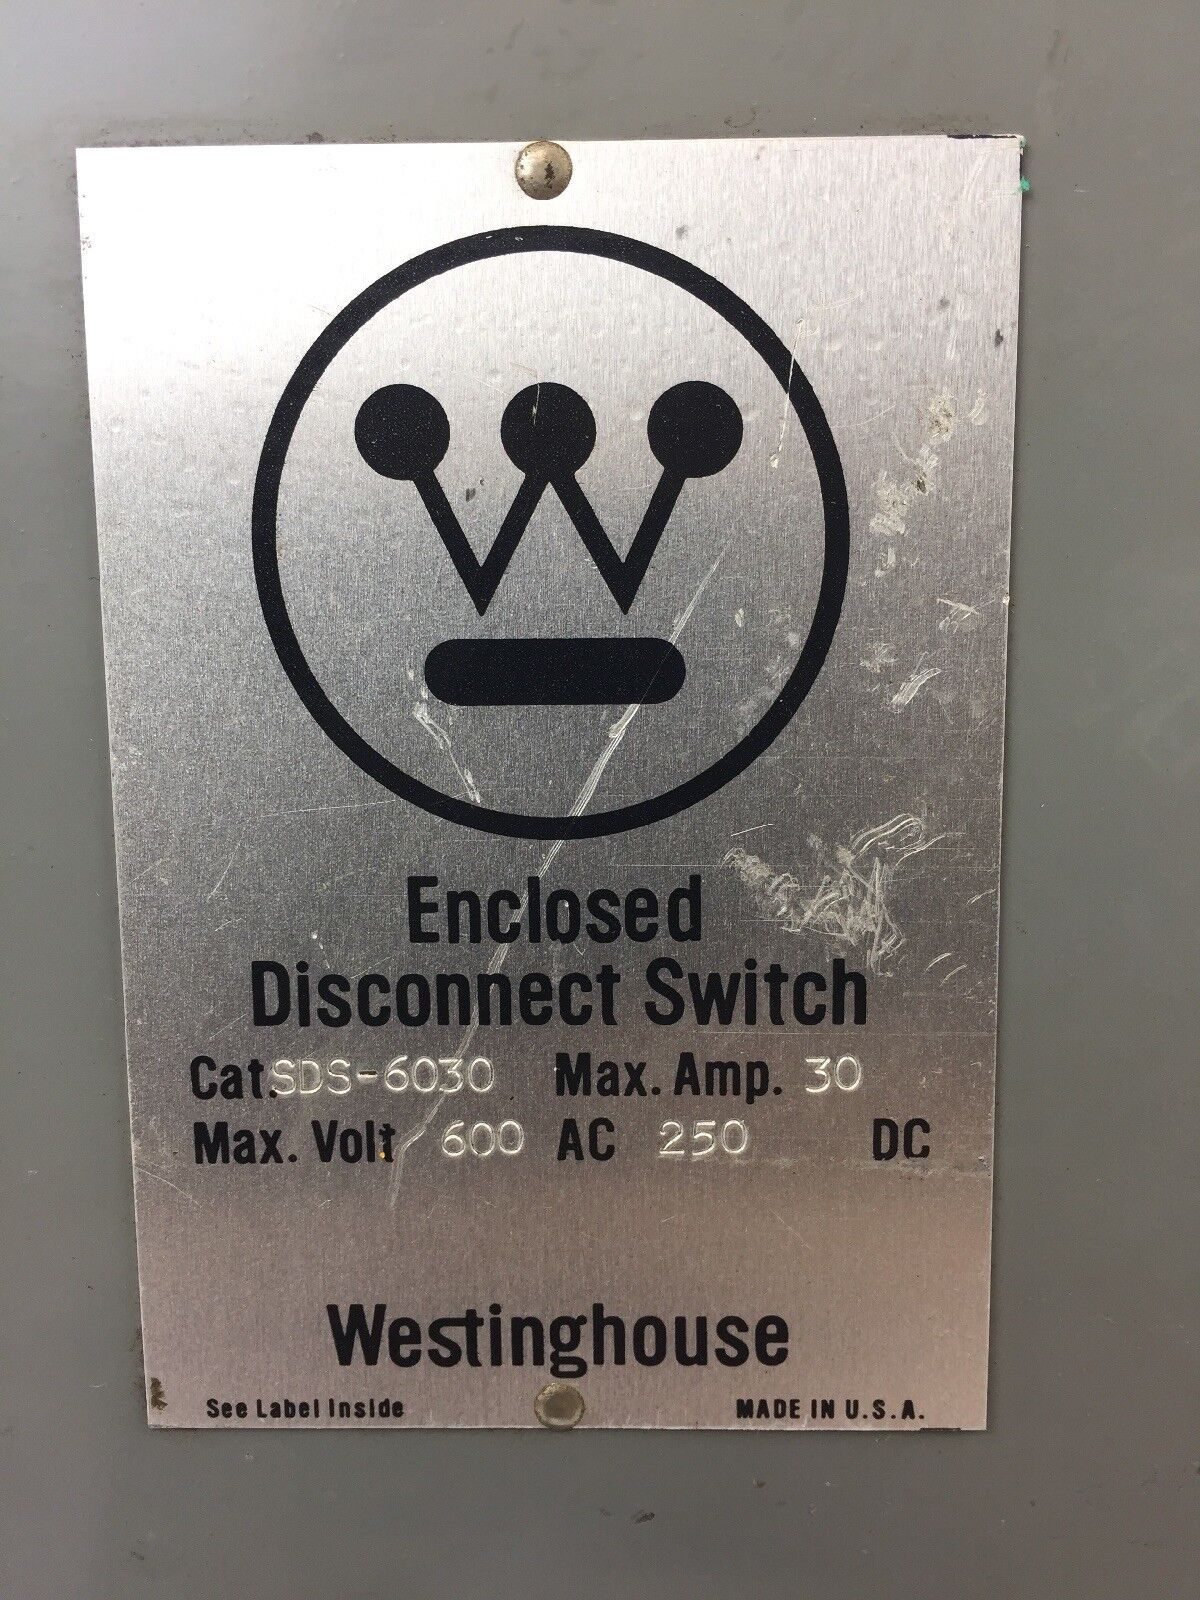 Enclosed
Disconnect Switch
Cat. SDS-6030 Max. Amp. 30
Max. Volt 600 AC 250 DC
Westinghouse
See Label Inside MADE IN U.S.A.